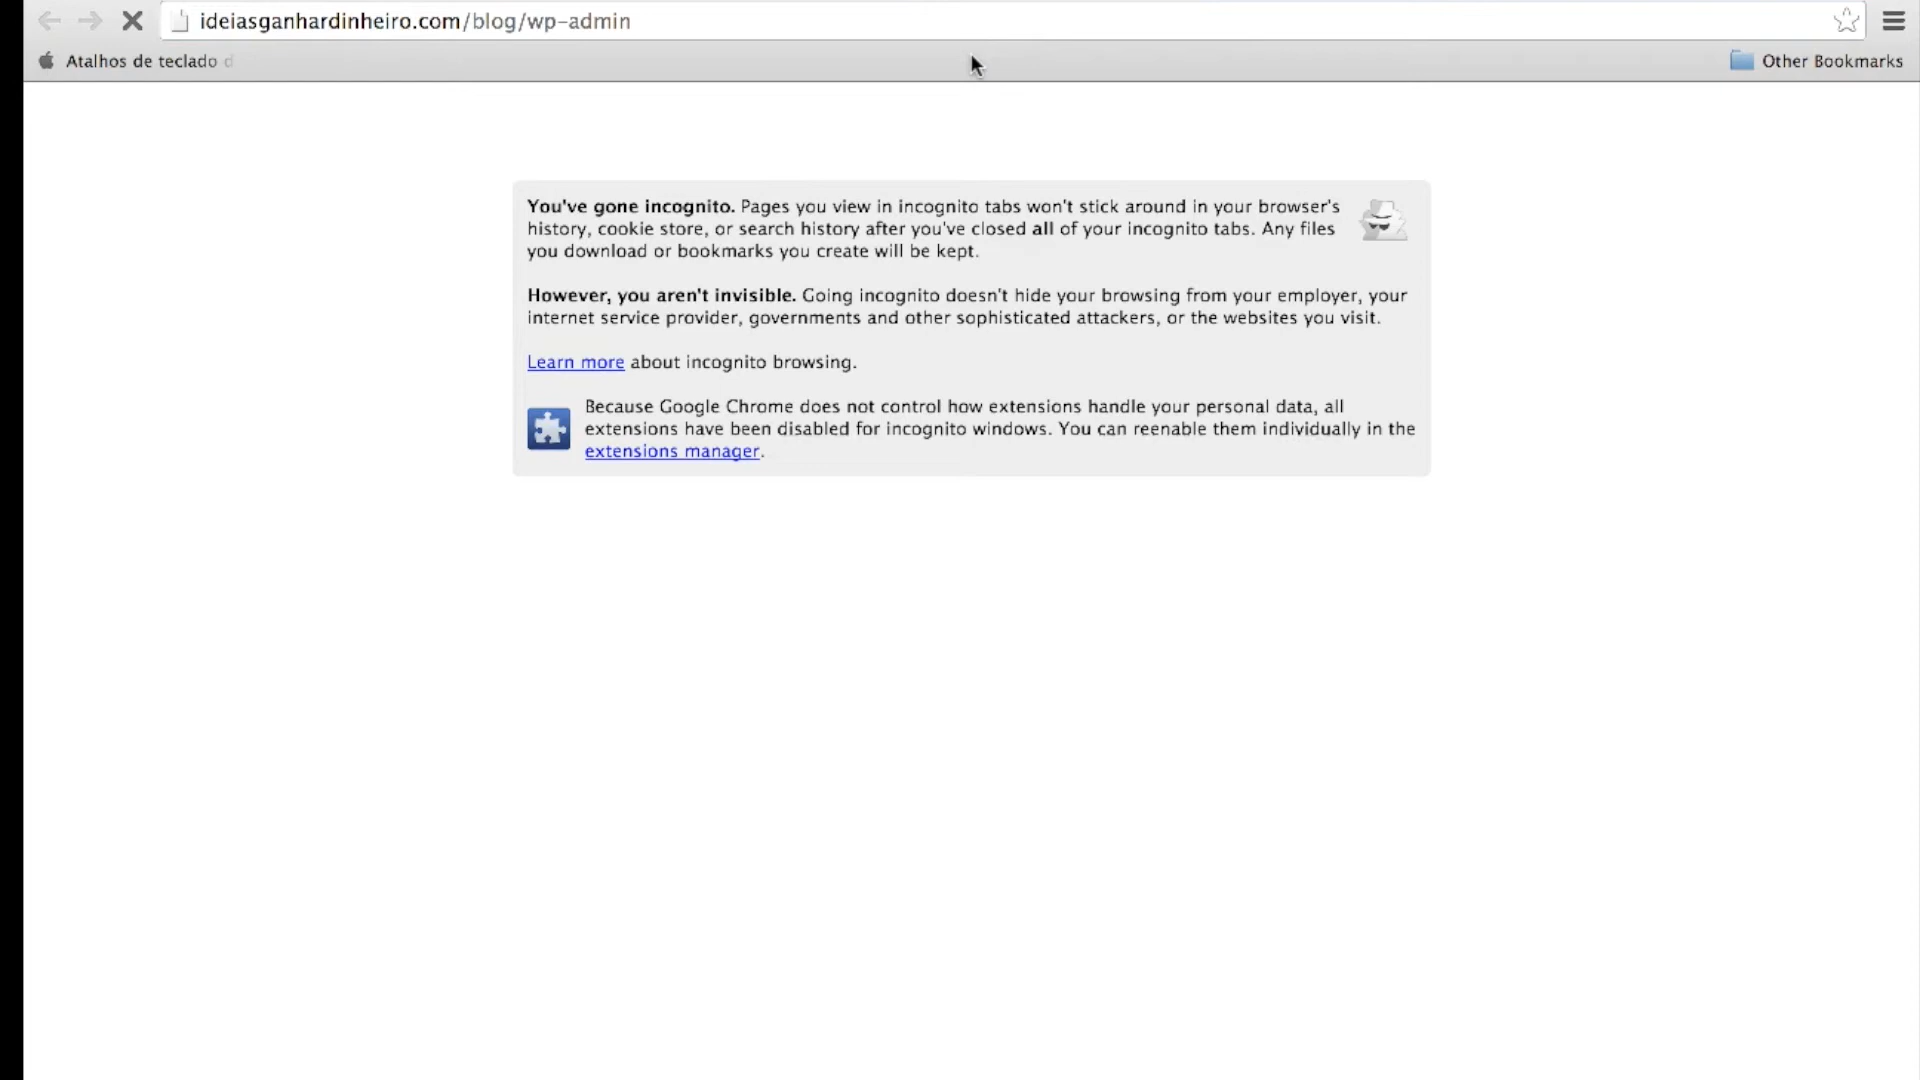 ideiasganhardinheiro.com/blog/wp-admin
Atalhos de teclado d
Other Bookmarks
You've gone incognito. Pages you view in incognito tabs won't stick around in your browser's
history, cookie store, or search history after you've closed all of your incognito tabs. Any files
you download or bookmarks you create will be kept.
However, you aren't invisible. Going incognito doesn't hide your browsing from your employer, your
internet service provider, governments and other sophisticated attackers, or the websites you visit.
Learn more about incognito browsing.
Because Google Chrome does not control how extensions handle your personal data, all
extensions have been disabled for incognito windows. You can reenable them individually in the
extensions manager.